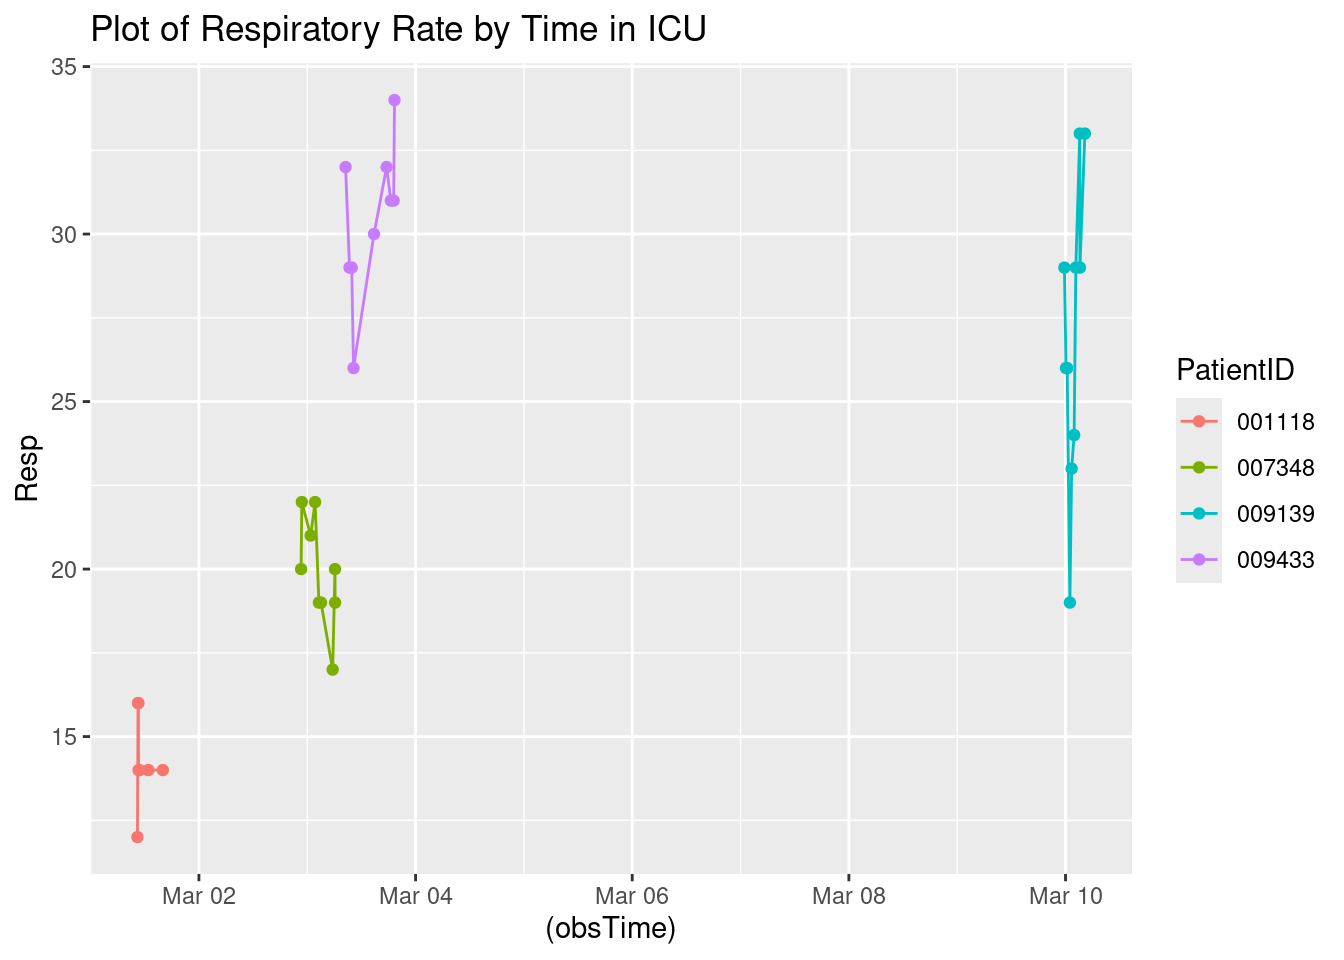 Plot of Respiratory Rate by Time in ICU
35
30
25
20
15
Resp
Mar 02
Mar 04
Mar 06
Mar 08
Mar 10
(obsTime)
PatientID
001118
007348
009139
009433